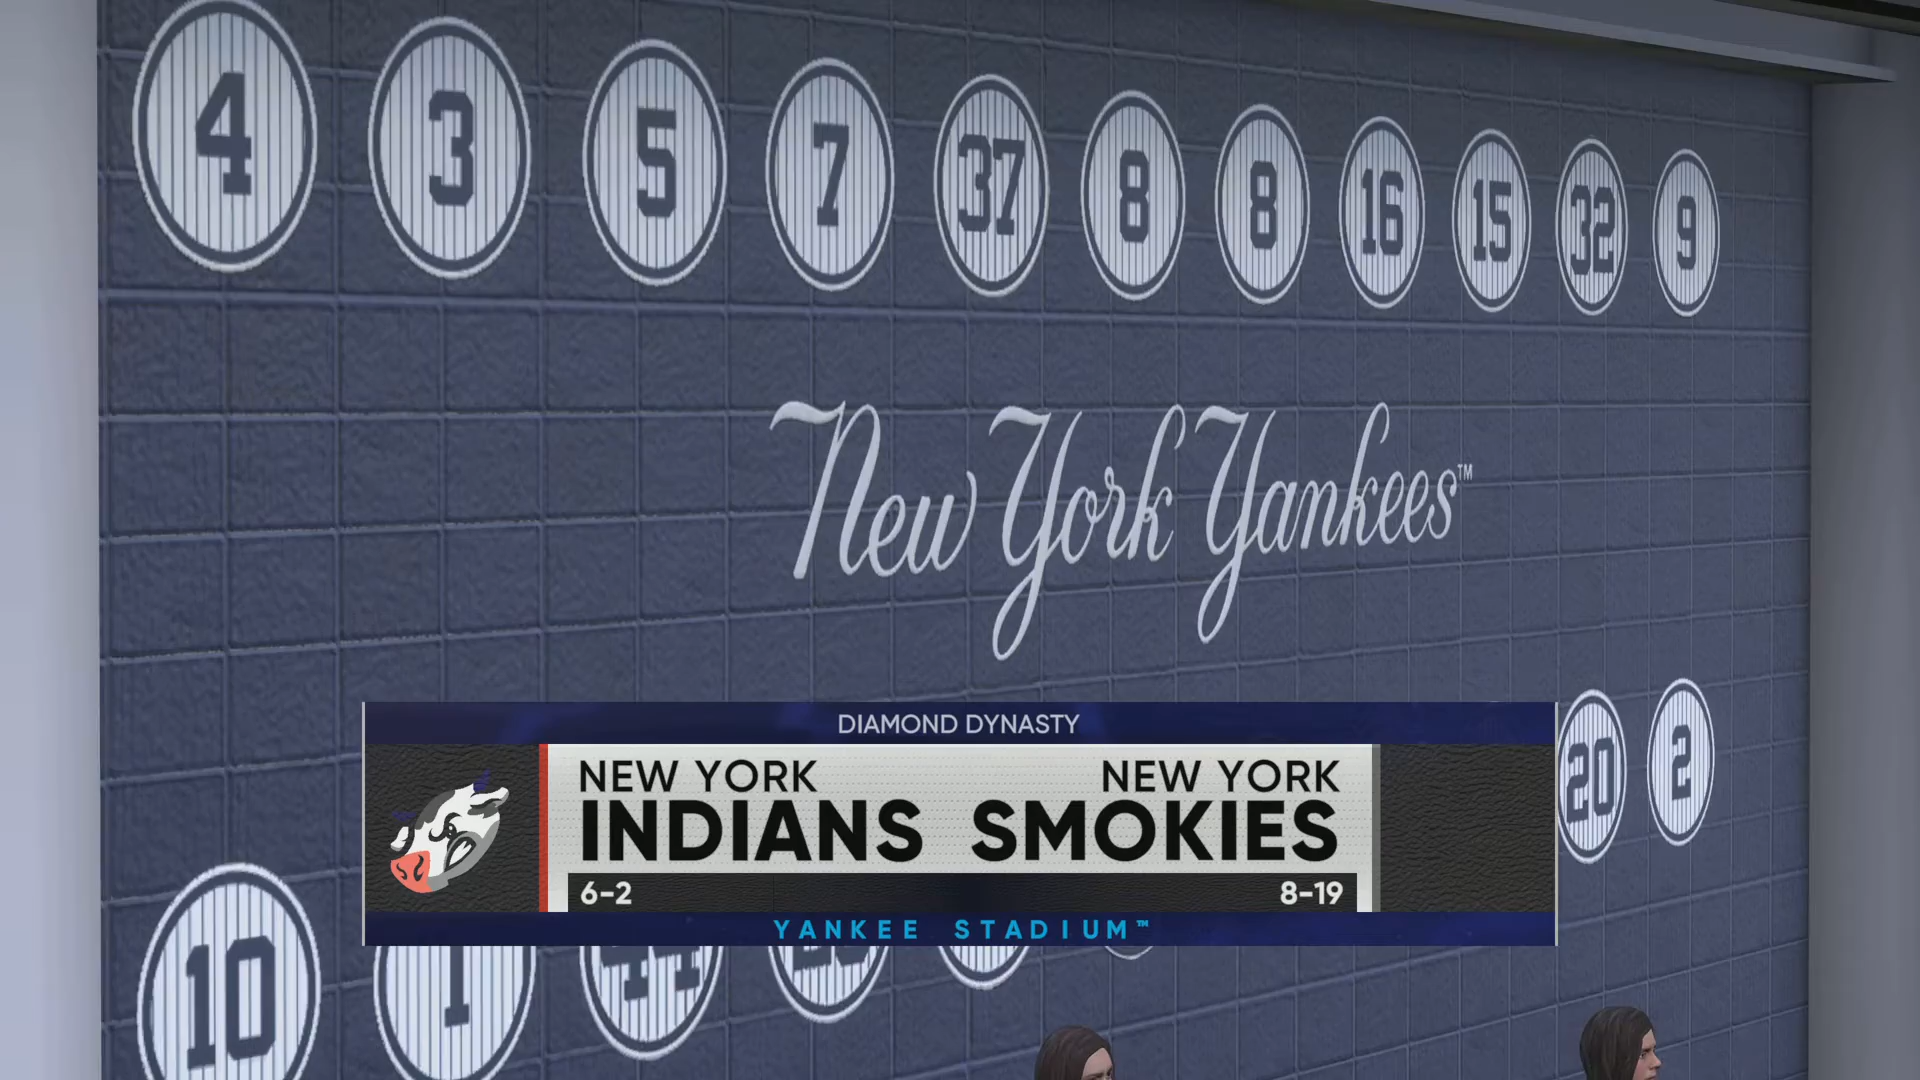 4 3 5 7 37 8 8 16 15 32 9
New York Yankees™
DIAMOND DYNASTY
NEW YORK NEW YORK
INDIANS SMOKIES
6-2 8-19
YANKEE STADIUM™
20 2
10 1 44